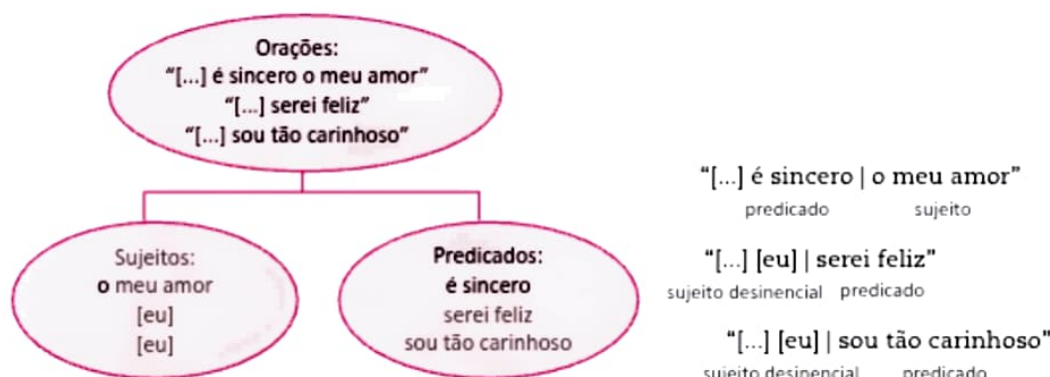 Orações:
“[...] é sincero o meu amor”
“[...] serei feliz”
“[...] sou tão carinhoso”
Sujeitos:
o meu amor
[eu]
[eu]
Predicados:
é sincero
serei feliz
sou tão carinhoso
“[...] é sincero | o meu amor”
predicado sujeito
“[...] [eu] | serei feliz”
sujeito desinencial predicado
“[...] [eu] | sou tão carinhoso”
sujeito desinencial predicado